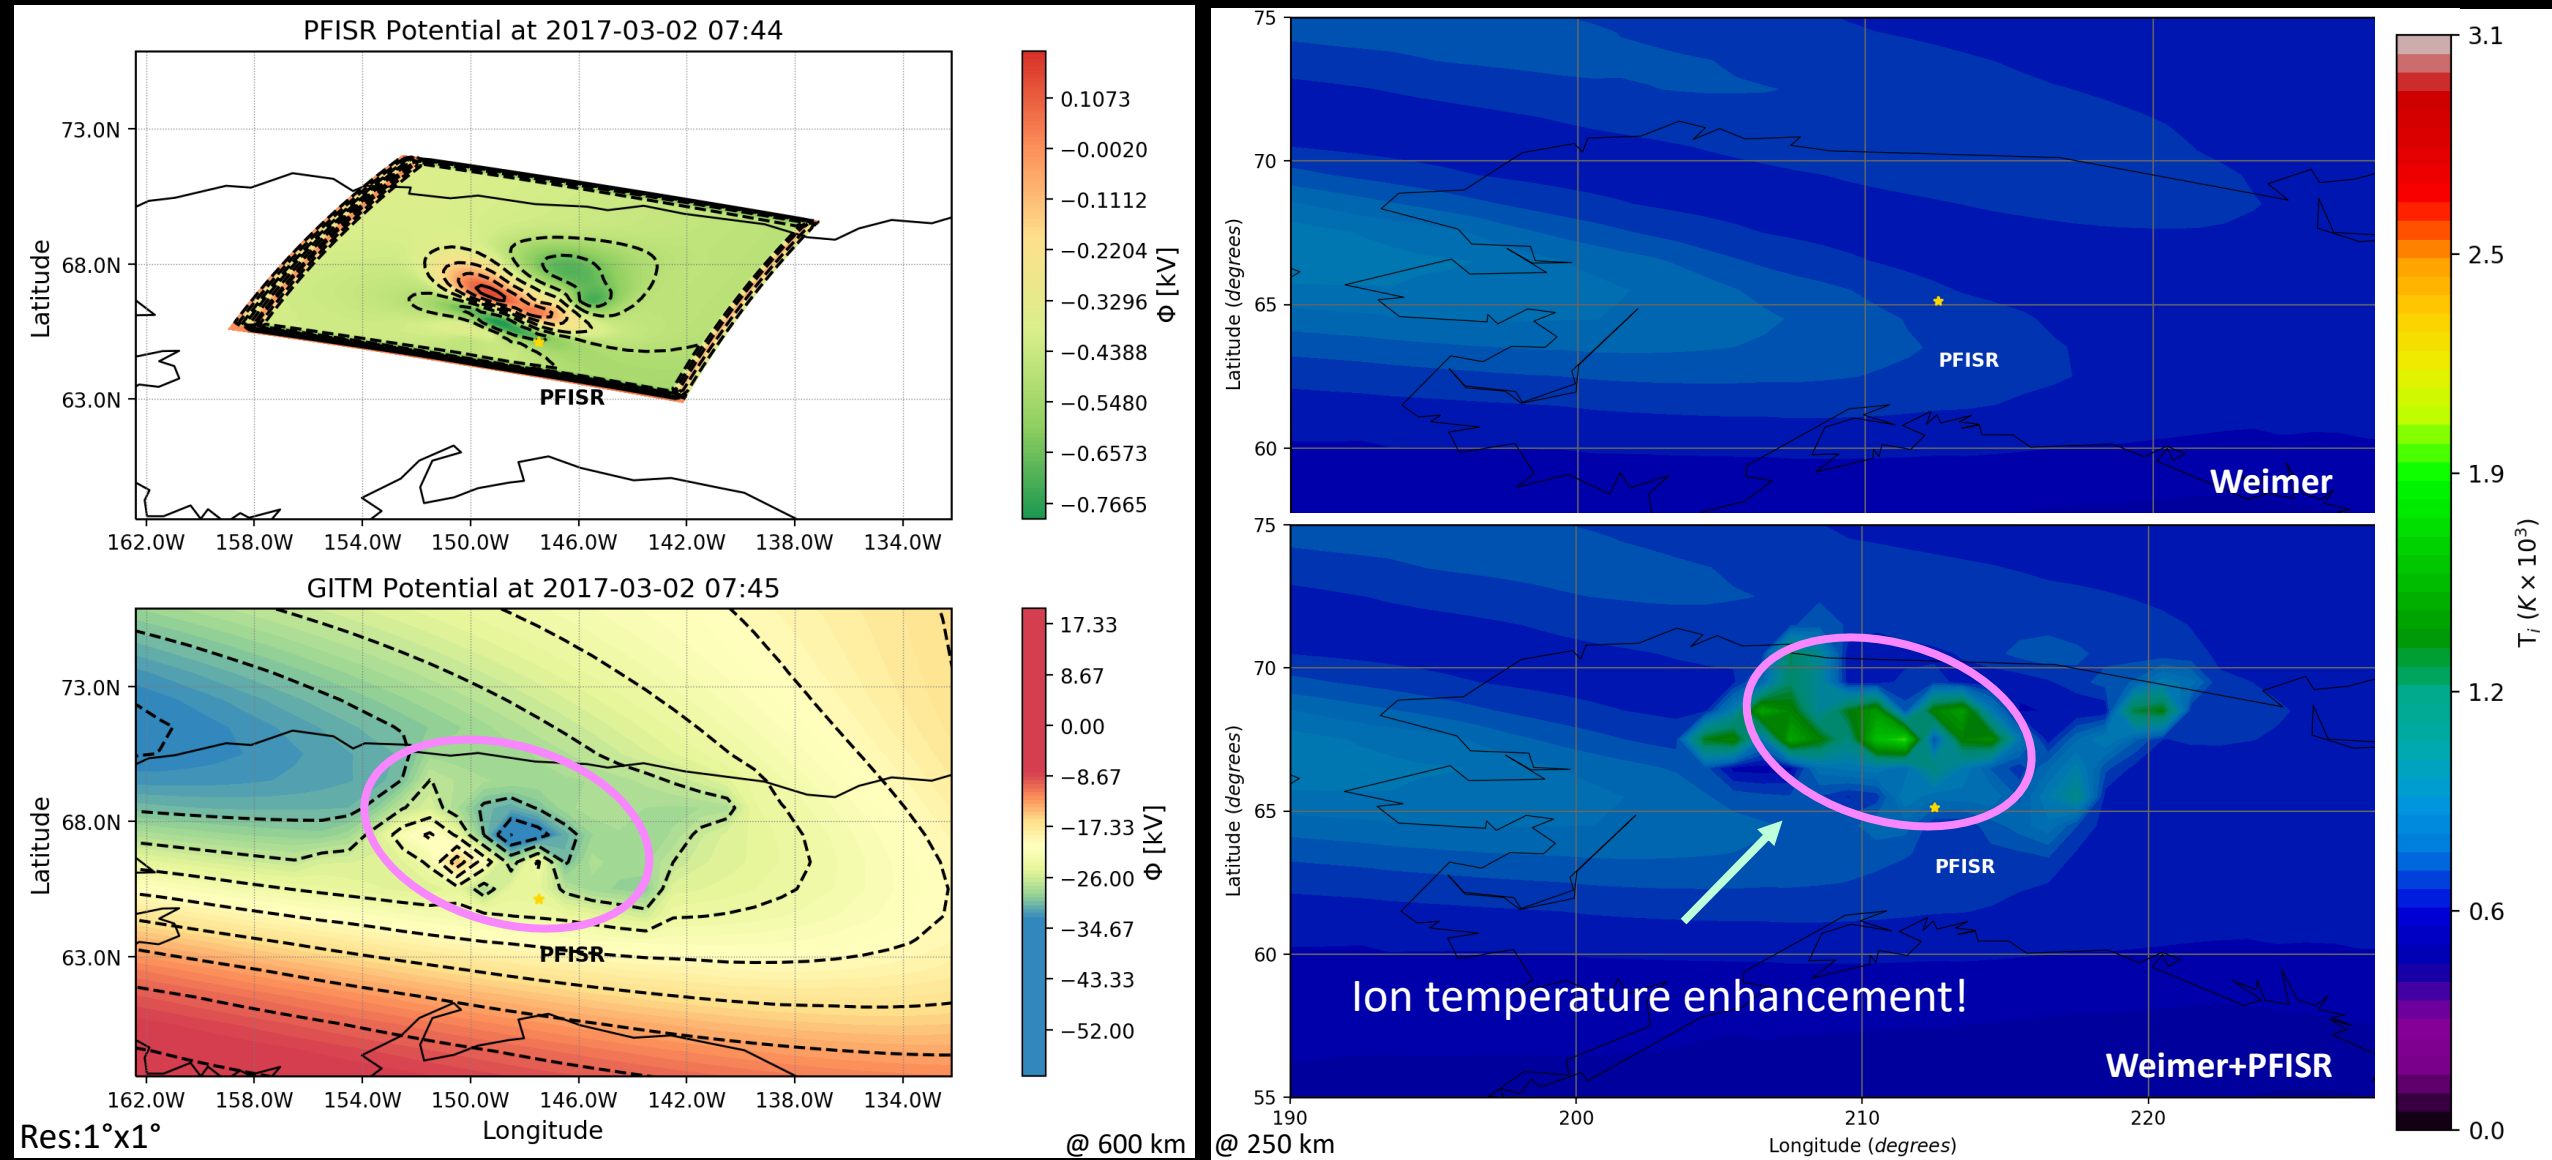 PFISR Potential at 2017-03-02 07:44
73.0N
68.0N
63.0N
Latitude
PFISR
162.0W 158.0W 154.0W 150.0W 146.0W 142.0W 138.0W 134.0W
0.1073
−0.0020
−0.1112
−0.2204
−0.3296
−0.4388
−0.5480
−0.6573
−0.7665
Φ [kV]
GITM Potential at 2017-03-02 07:45
73.0N
68.0N
63.0N
Latitude
PFISR
162.0W 158.0W 154.0W 150.0W 146.0W 142.0W 138.0W 134.0W
Longitude
17.33
8.67
0.00
−8.67
−17.33
−26.00
−34.67
−43.33
−52.00
Φ [kV]
Res:1°x1°
@ 600 km
75
70
65
60
Latitude (degrees)
PFISR
Weimer
75
70
65
60
55
Latitude (degrees)
PFISR
Ion temperature enhancement!
Weimer+PFISR
190 200 210 220
Longitude (degrees)
@ 250 km
3.1
2.5
1.9
1.2
0.6
0.0
Tᵢ (K × 10³)